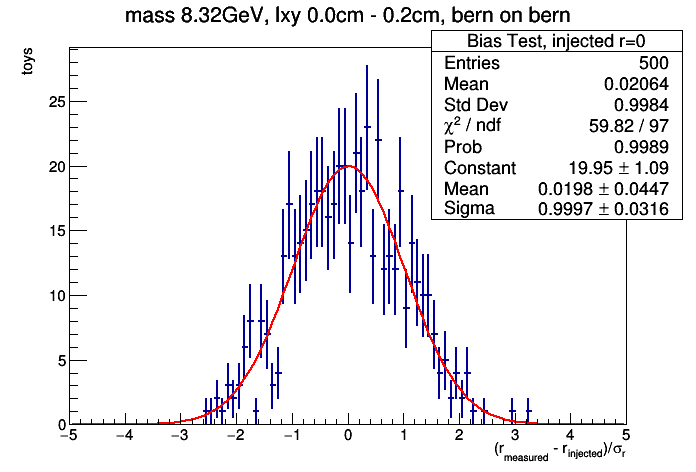 mass 8.32GeV, lxy 0.0cm - 0.2cm, bern on bern
toys
Bias Test, injected r=0
Entries 500
Mean 0.02064
Std Dev 0.9984
χ² / ndf 59.82 / 97
Prob 0.9989
Constant 19.95 ± 1.09
Mean 0.0198 ± 0.0447
Sigma 0.9997 ± 0.0316
25
20
15
10
5
0
−5 −4 −3 −2 −1 0 1 2 3 4 5
(r_measured - r_injected)/σ_r